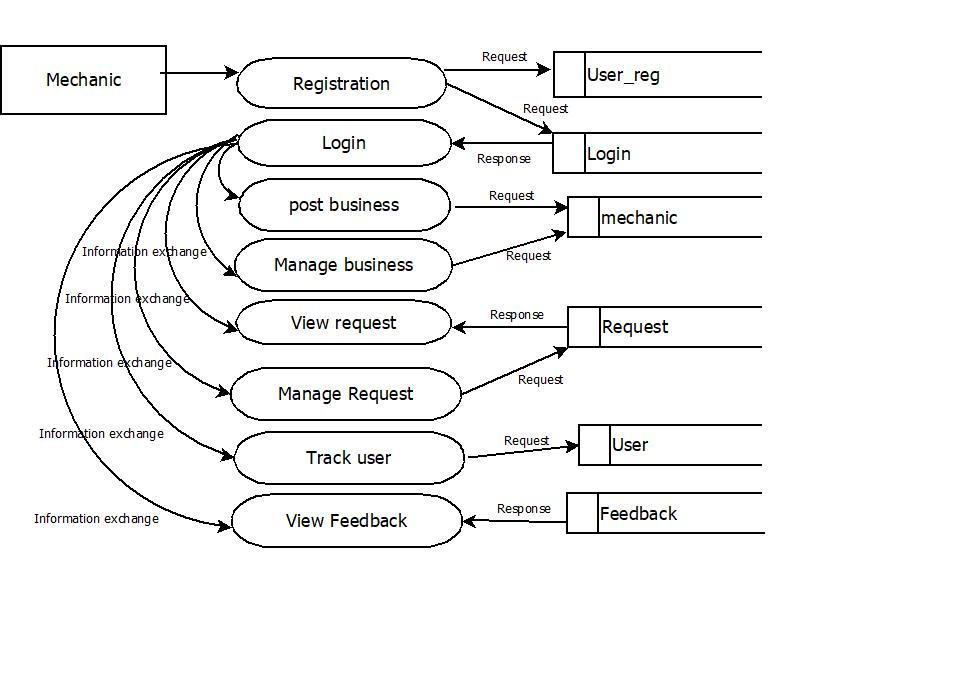 Request
User_reg
Mechanic
Registration
Request
Login
Response
Login
post business
Request
mechanic
Information exchange
Manage business
Request
Information exchange
View request
Response
Request
Information exchange
Manage Request
Request
Information exchange
Track user
Request
User
Information exchange
View Feedback
Response
Feedback